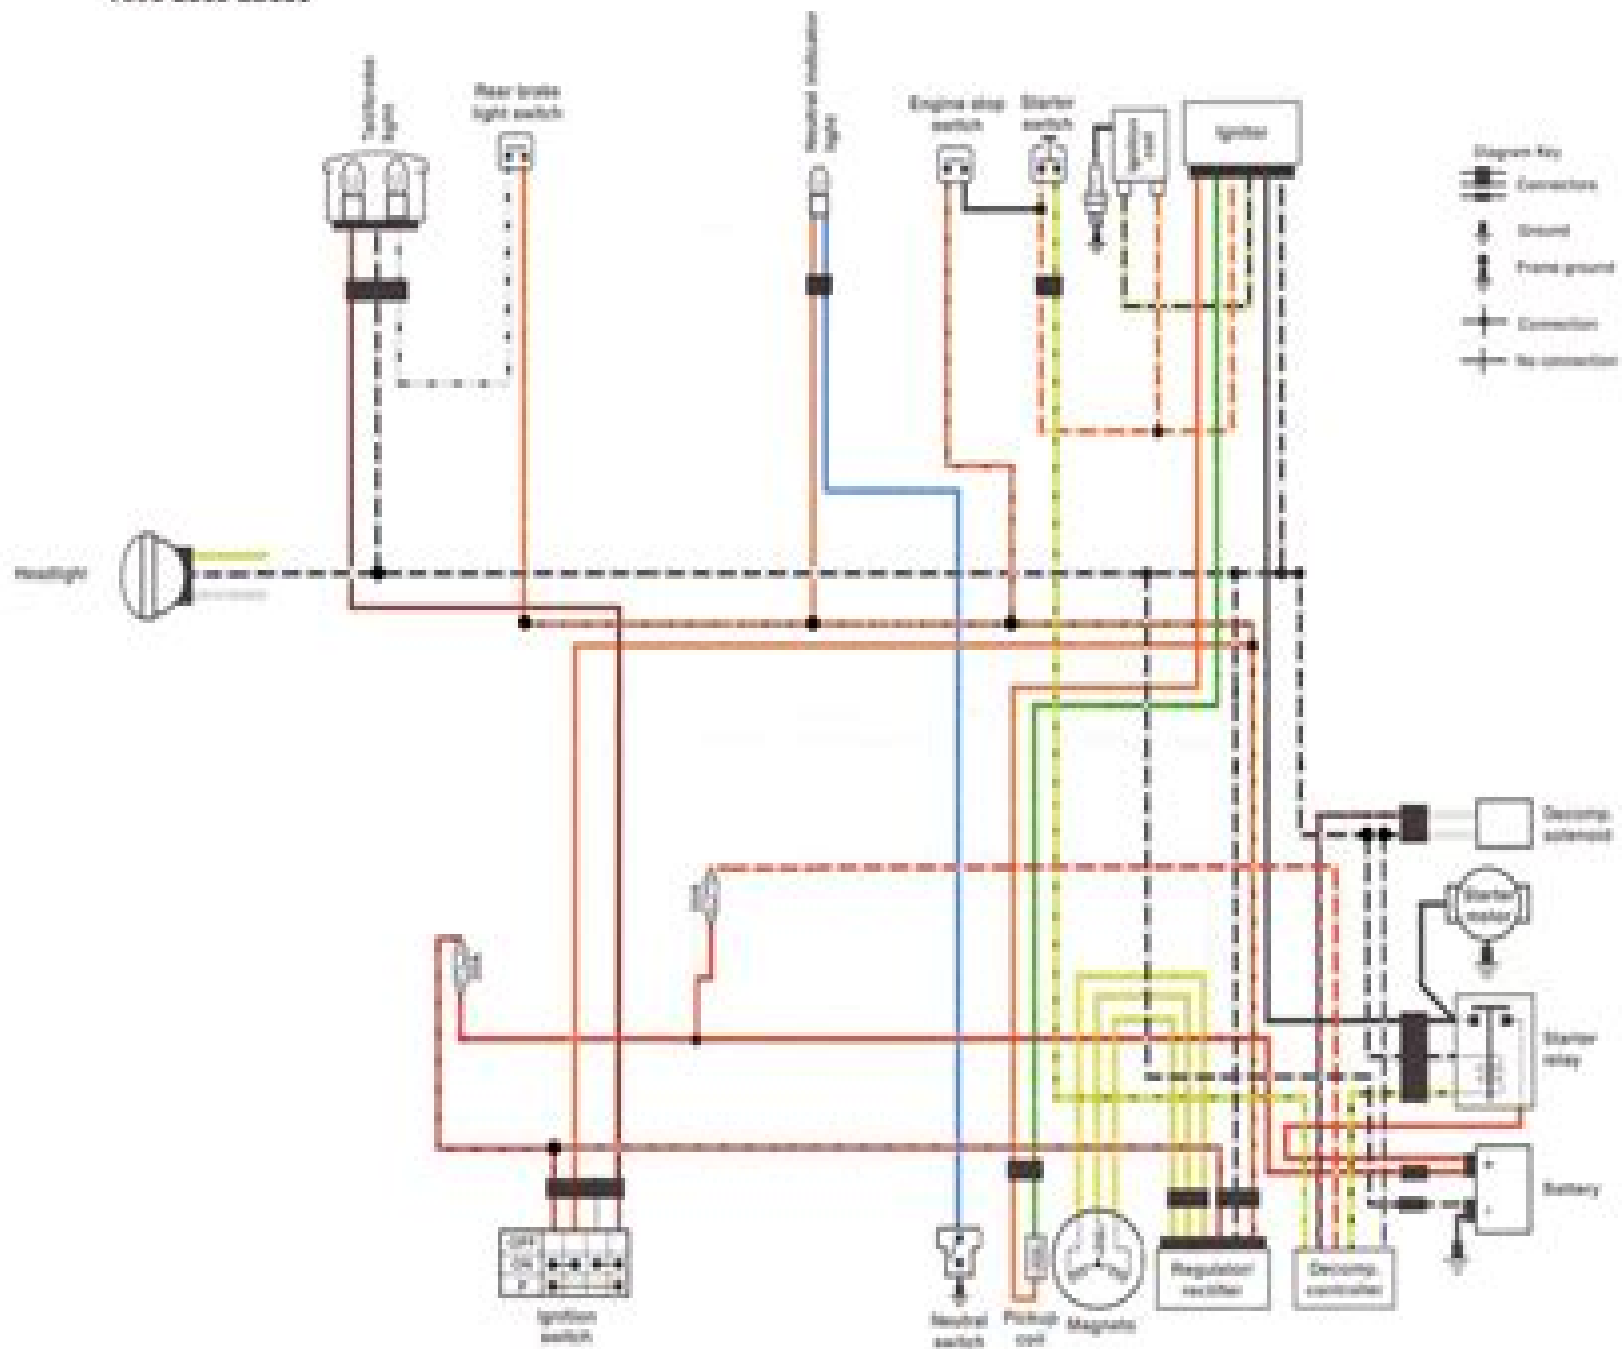 Tail/brake
light
Rear brake
light switch
Neutral indicator
light
Engine stop
switch
Starter
switch
Ignition
coil
Ignitor
Diagram Key
Connectors
Ground
Frame ground
Connection
No connection
Headlight
Decomp.
solenoid
Starter
motor
Starter
relay
Battery
+
-
OFF
ON
P
Ignition
switch
Neutral
switch
Pickup
coil
Magneto
Regulator/
rectifier
Decomp.
controller